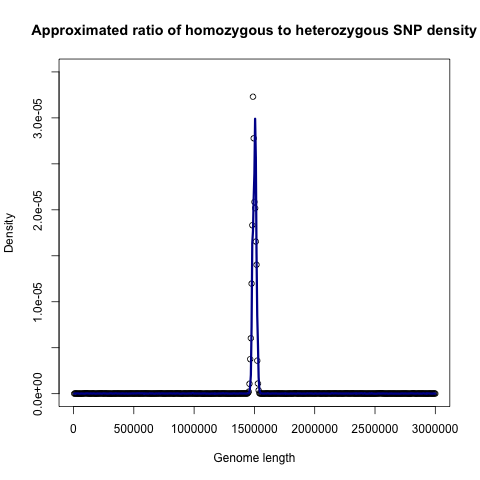 Approximated ratio of homozygous to heterozygous SNP density
Density
3.0e-05
2.0e-05
1.0e-05
0.0e+00
0 500000 1000000 1500000 2000000 2500000 3000000
Genome length